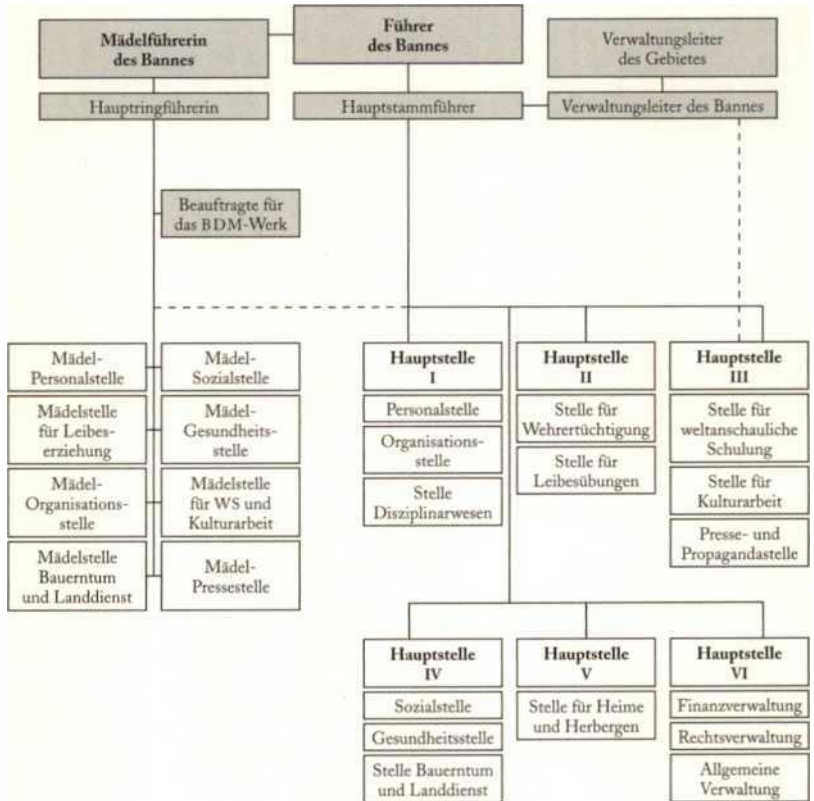 Mädelführerin
des Bannes
Führer
des Bannes
Verwaltungsleiter
des Gebietes
Hauptringführerin
Hauptstammführer
Verwaltungsleiter des Bannes
Beauftragte für
das BDM-Werk
Mädel-
Personalstelle
Mädel-
Sozialstelle
Mädelstelle
für Leibes-
erziehung
Mädel-
Gesundheits-
stelle
Mädel-
Organisations-
stelle
Mädelstelle
für WS und
Kulturarbeit
Mädelstelle
Bauerntum
und Landdienst
Mädel-
Pressestelle
Hauptstelle
I
Personalstelle
Organisations-
stelle
Stelle
Disziplinarwesen
Hauptstelle
II
Stelle für
Wehrertüchtigung
Stelle für
Leibesübungen
Hauptstelle
III
Stelle für
weltanschauliche
Schulung
Stelle für
Kulturarbeit
Presse- und
Propagandastelle
Hauptstelle
IV
Sozialstelle
Gesundheitsstelle
Stelle Bauerntum
und Landdienst
Hauptstelle
V
Stelle für Heime
und Herbergen
Hauptstelle
VI
Finanzverwaltung
Rechtsverwaltung
Allgemeine
Verwaltung